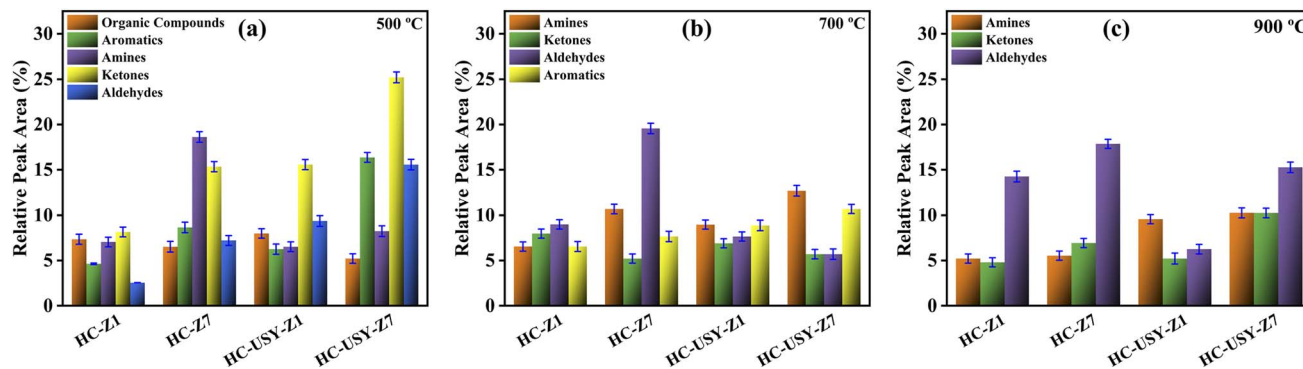 Relative Peak Area (%)
30
25
20
15
10
5
0
Organic Compounds
Aromatics
Amines
Ketones
Aldehydes
(a)
500 ºC
HC-Z1
HC-Z7
HC-USY-Z1
HC-USY-Z7
Relative Peak Area (%)
30
25
20
15
10
5
0
Amines
Ketones
Aldehydes
Aromatics
(b)
700 ºC
HC-Z1
HC-Z7
HC-USY-Z1
HC-USY-Z7
Relative Peak Area (%)
30
25
20
15
10
5
0
Amines
Ketones
Aldehydes
(c)
900 ºC
HC-Z1
HC-Z7
HC-USY-Z1
HC-USY-Z7